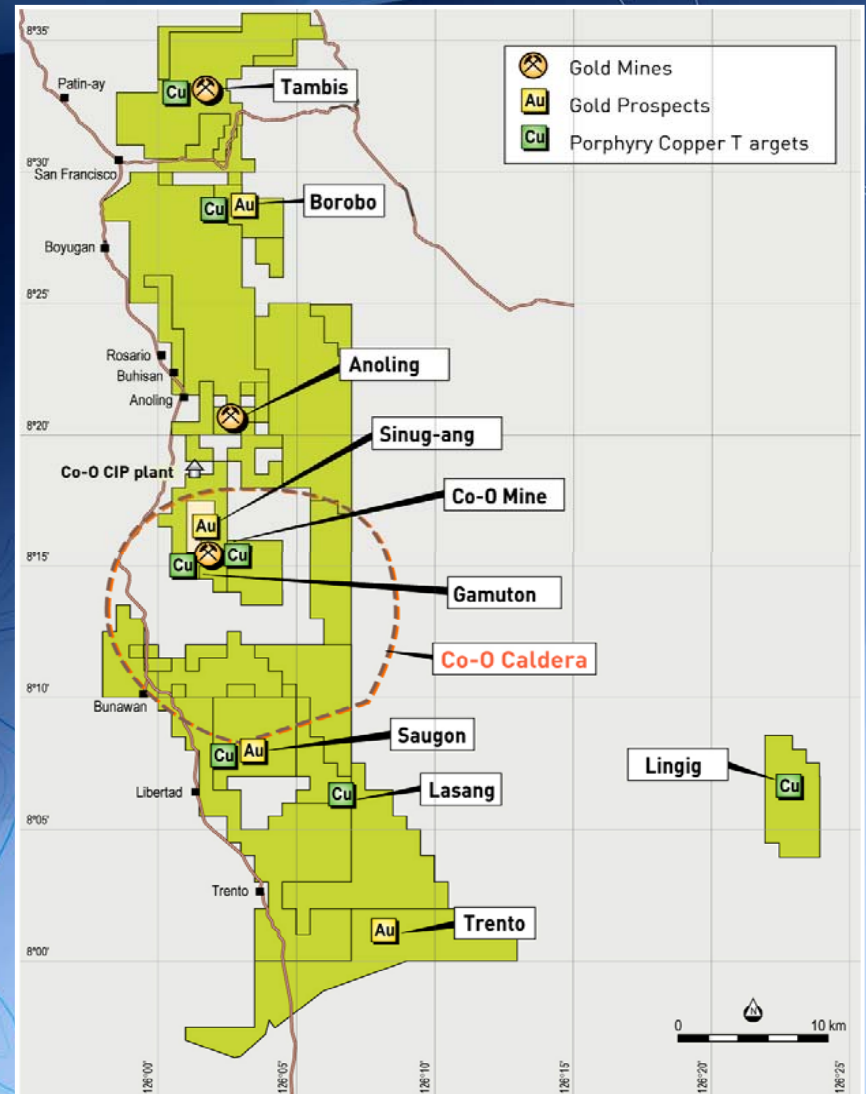 8°35'
Gold Mines
Patin-ay
Cu
Tambis
Au
Gold Prospects
Cu
Porphyry Copper T argets
8°30'
San Francisco
Cu
Au
Borobo
Boyugan
8°25'
Rosario
Anoling
Buhisan
Anoling
8°20'
Sinug-ang
Co-O CIP plant
Co-O Mine
Au
8°15'
Cu
Cu
Gamuton
Co-O Caldera
8°10'
Bunawan
Saugon
Cu
Au
Lingig
Libertad
Cu
Lasang
Cu
8°05'
Trento
Au
Trento
8°00'
N
0 10 km
126°00'
126°05'
126°10'
126°15'
126°20'
126°25'